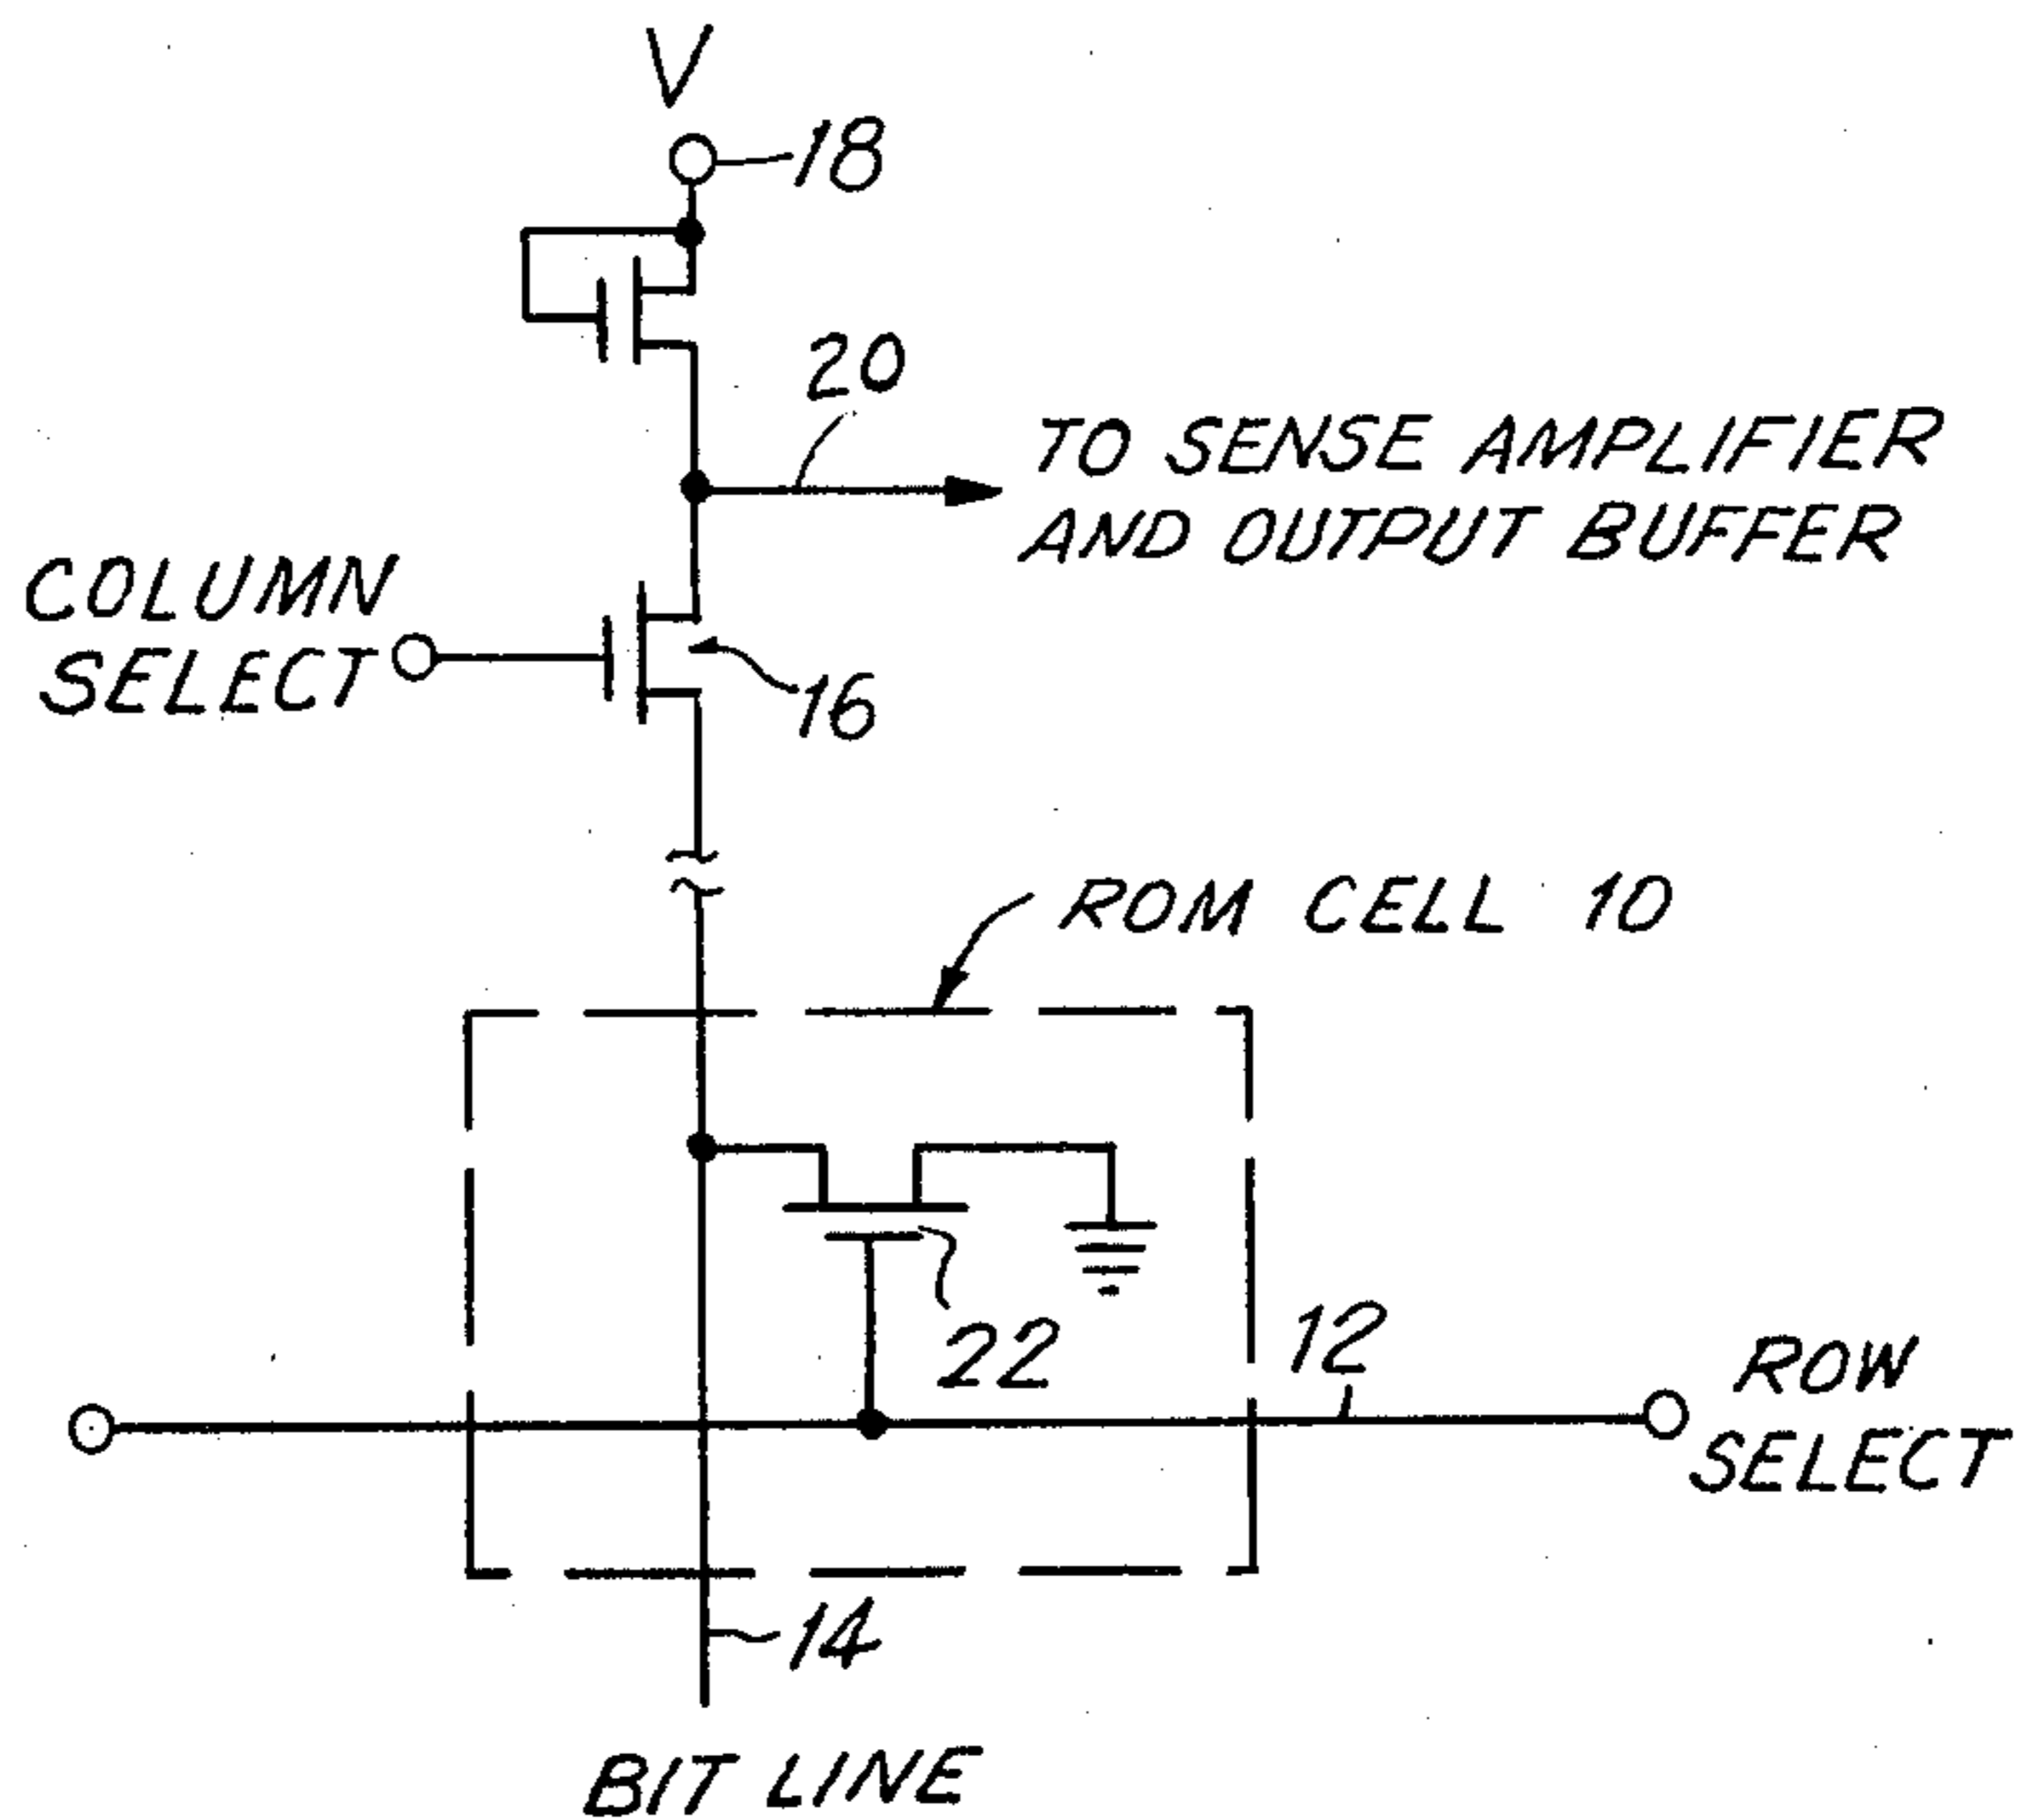 V
18
20
TO SENSE AMPLIFIER
AND OUTPUT BUFFER
COLUMN
SELECT
16
ROM CELL 10
22
12
ROW
SELECT
14
BIT LINE